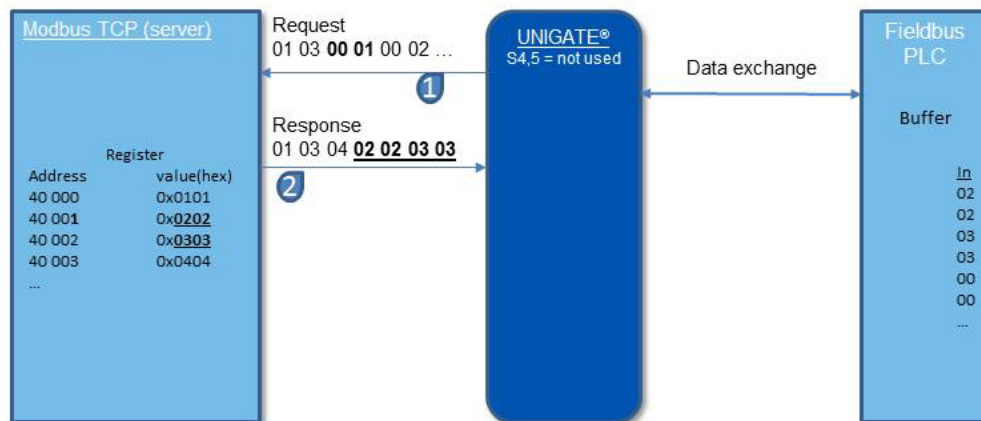 Modbus TCP (server)
Register
Address value(hex)
40 000 0x0101
40 001 0x0202
40 002 0x0303
40 003 0x0404
...
Request
01 03 00 01 00 02 ...
1
Response
01 03 04 02 02 03 03
2
UNIGATE®
S4,5 = not used
Data exchange
Fieldbus
PLC
Buffer
In
02
02
03
03
00
00
...